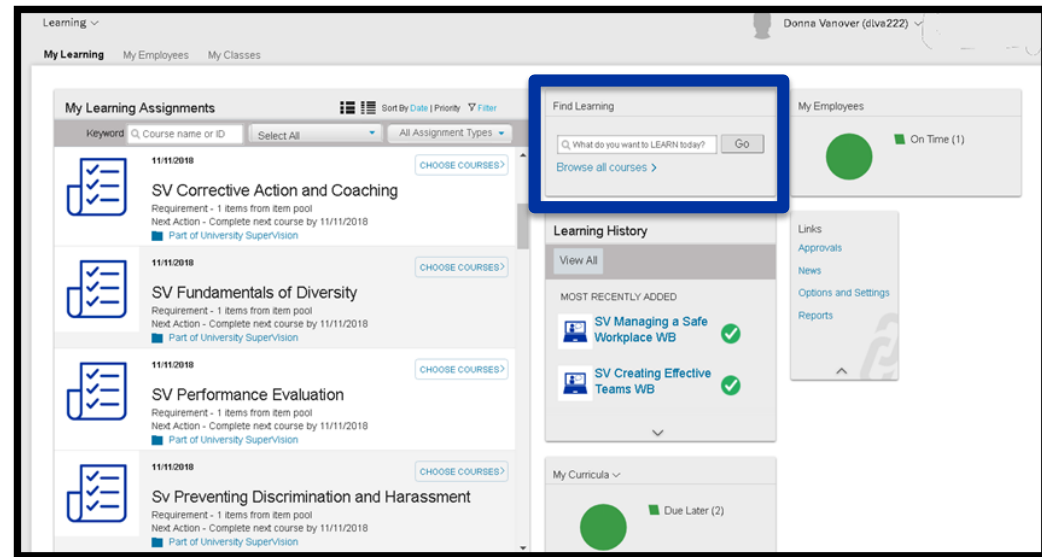 Learning
Donna Vanover (dlva222)
My Learning My Employees My Classes
My Learning Assignments
Sort By Date | Priority Filter
Keyword Course name or ID Select All All Assignment Types
11/11/2018
CHOOSE COURSES
SV Corrective Action and Coaching
Requirement - 1 items from item pool
Next Action - Complete next course by 11/11/2018
Part of University SuperVision
11/11/2018
CHOOSE COURSES
SV Fundamentals of Diversity
Requirement - 1 items from item pool
Next Action - Complete next course by 11/11/2018
Part of University SuperVision
11/11/2018
CHOOSE COURSES
SV Performance Evaluation
Requirement - 1 items from item pool
Next Action - Complete next course by 11/11/2018
Part of University SuperVision
11/11/2018
CHOOSE COURSES
Sv Preventing Discrimination and Harassment
Requirement - 1 items from item pool
Next Action - Complete next course by 11/11/2018
Part of University SuperVision
Find Learning
What do you want to LEARN today? Go
Browse all courses >
Learning History
View All
MOST RECENTLY ADDED
SV Managing a Safe
Workplace WB
SV Creating Effective
Teams WB
My Curricula
Due Later (2)
My Employees
On Time (1)
Links
Approvals
News
Options and Settings
Reports